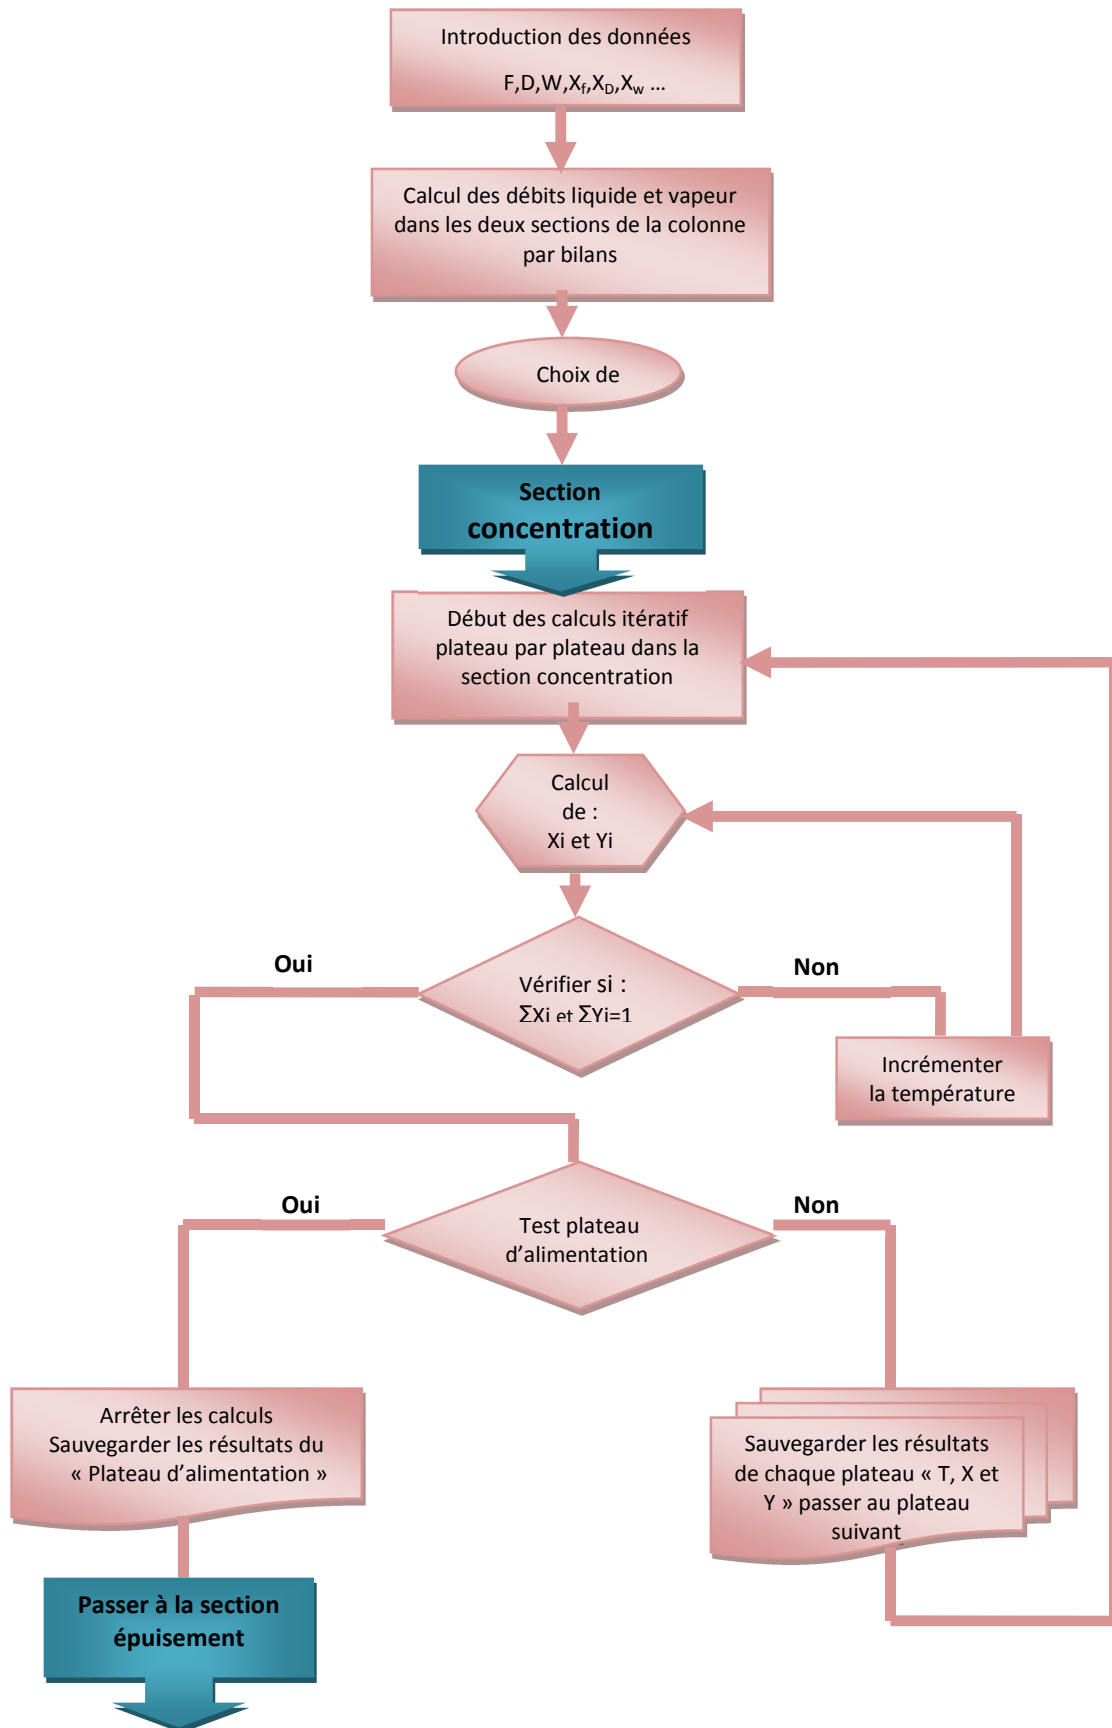 Introduction des données
F,D,W,Xf,XD,Xw ...
Calcul des débits liquide et vapeur
dans les deux sections de la colonne
par bilans
Choix de
Section
concentration
Début des calculs itératif
plateau par plateau dans la
section concentration
Calcul
de :
Xi et Yi
Oui
Non
Vérifier si :
ΣXi et ΣYi=1
Incrémenter
la température
Oui
Non
Test plateau
d’alimentation
Arrêter les calculs
Sauvegarder les résultats du
« Plateau d’alimentation »
Sauvegarder les résultats
de chaque plateau « T, X et
Y » passer au plateau
suivant
Passer à la section
épuisement